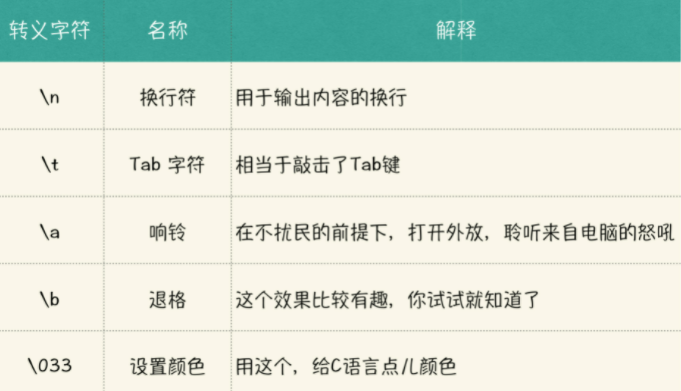 转义字符 名称 解释
\n 换行符 用于输出内容的换行
\t Tab 字符 相当于敲击了Tab键
\a 响铃 在不扰民的前提下，打开外放，聆听来自电脑的怒吼
\b 退格 这个效果比较有趣，你试试就知道了
\033 设置颜色 用这个，给C语言点儿颜色